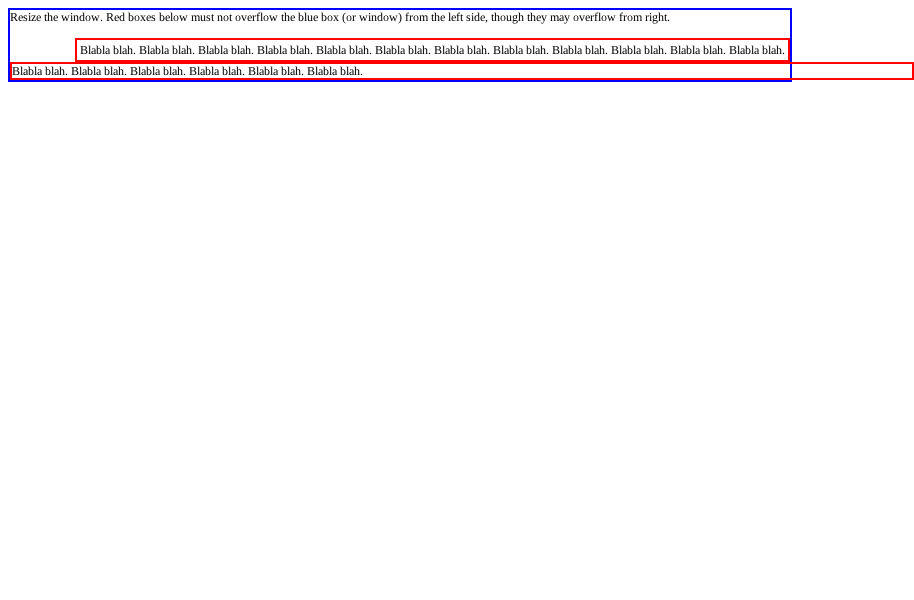 Resize the window. Red boxes below must not overflow the blue box (or window) from the left side, though they may overflow from right.
Blabla blah. Blabla blah. Blabla blah. Blabla blah. Blabla blah. Blabla blah. Blabla blah. Blabla blah. Blabla blah. Blabla blah. Blabla blah. Blabla blah.
Blabla blah. Blabla blah. Blabla blah. Blabla blah. Blabla blah. Blabla blah.